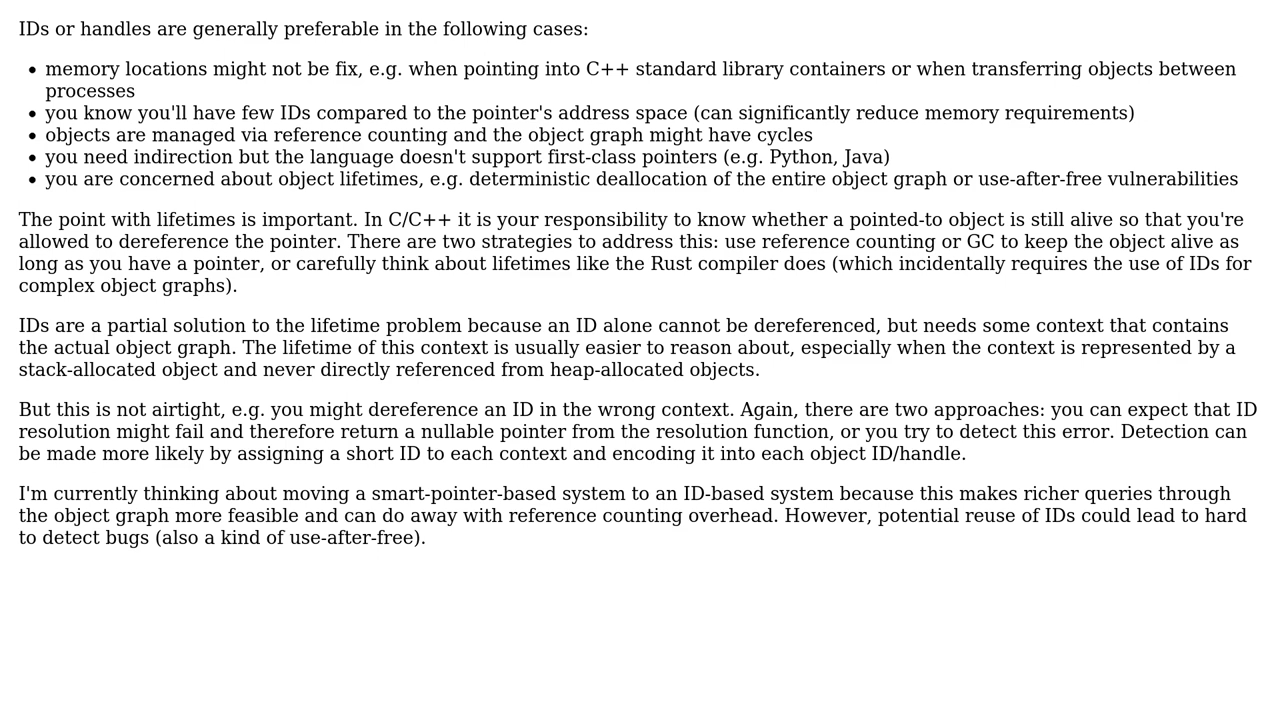 IDs or handles are generally preferable in the following cases:
• memory locations might not be fix, e.g. when pointing into C++ standard library containers or when transferring objects between
processes
• you know you'll have few IDs compared to the pointer's address space (can significantly reduce memory requirements)
• objects are managed via reference counting and the object graph might have cycles
• you need indirection but the language doesn't support first-class pointers (e.g. Python, Java)
• you are concerned about object lifetimes, e.g. deterministic deallocation of the entire object graph or use-after-free vulnerabilities
The point with lifetimes is important. In C/C++ it is your responsibility to know whether a pointed-to object is still alive so that you're
allowed to dereference the pointer. There are two strategies to address this: use reference counting or GC to keep the object alive as
long as you have a pointer, or carefully think about lifetimes like the Rust compiler does (which incidentally requires the use of IDs for
complex object graphs).
IDs are a partial solution to the lifetime problem because an ID alone cannot be dereferenced, but needs some context that contains
the actual object graph. The lifetime of this context is usually easier to reason about, especially when the context is represented by a
stack-allocated object and never directly referenced from heap-allocated objects.
But this is not airtight, e.g. you might dereference an ID in the wrong context. Again, there are two approaches: you can expect that ID
resolution might fail and therefore return a nullable pointer from the resolution function, or you try to detect this error. Detection can
be made more likely by assigning a short ID to each context and encoding it into each object ID/handle.
I'm currently thinking about moving a smart-pointer-based system to an ID-based system because this makes richer queries through
the object graph more feasible and can do away with reference counting overhead. However, potential reuse of IDs could lead to hard
to detect bugs (also a kind of use-after-free).